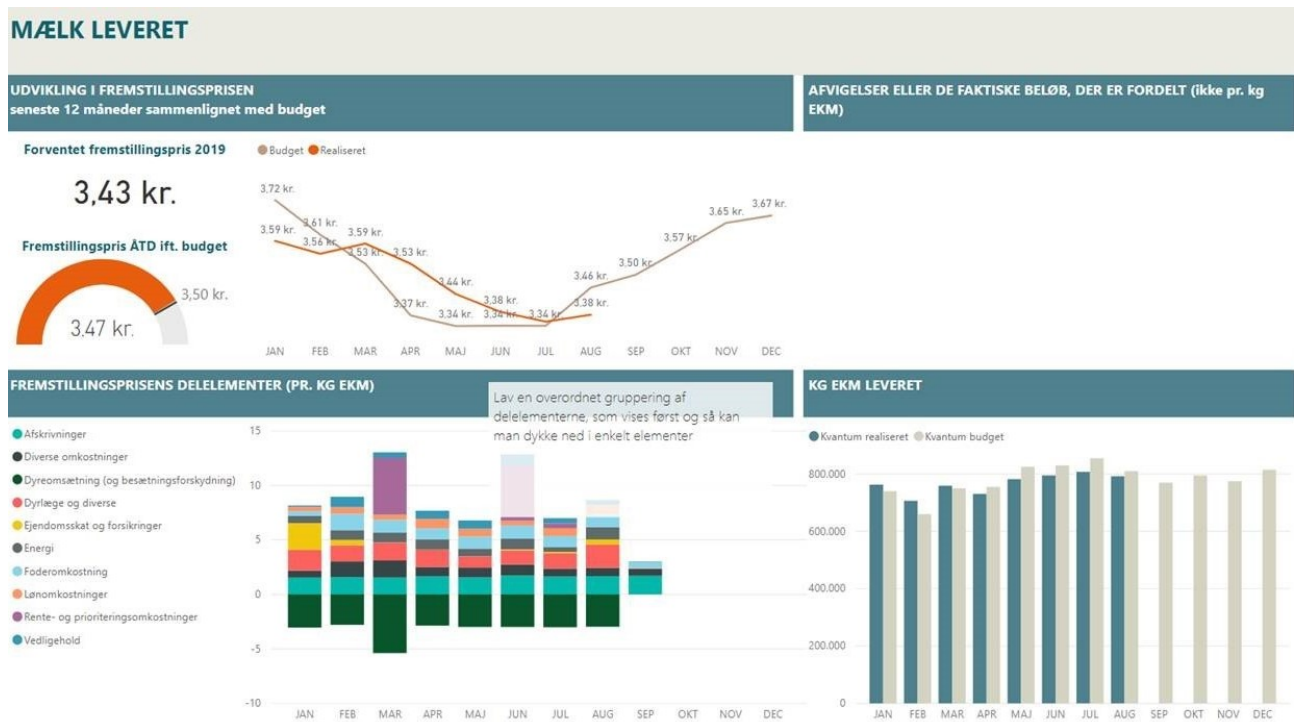 MÆLK LEVERET
UDVIKLING I FREMSTILLINGSPRISEN
seneste 12 måneder sammenlignet med budget
Forventet fremstillingspris 2019
3,43 kr.
Fremstillingspris ÅTD ift. budget
3,50 kr.
3,47 kr.
Budget Realiseret
3,72 kr.
3,61 kr.
3,59 kr.
3,56 kr.
3,59 kr.
3,53 kr.
3,53 kr.
3,37 kr.
3,44 kr.
3,34 kr.
3,38 kr.
3,34 kr.
3,34 kr.
3,46 kr.
3,38 kr.
3,50 kr.
3,57 kr.
3,65 kr.
3,67 kr.
JAN FEB MAR APR MAJ JUN JUL AUG SEP OKT NOV DEC
AFVIGELSER ELLER DE FAKTISKE BELØB, DER ER FORDELT (ikke pr. kg
EKM)
FREMSTILLINGSPRISENS DELELEMENTER (PR. KG EKM)
Lav en overordnet gruppering af
delelementerne, som vises først og så kan
man dykke ned i enkelt elementer
Afskrivninger
Diverse omkostninger
Dyreomsætning (og besætningsforskydning)
Dyrlæge og diverse
Ejendomsskat og forsikringer
Energi
Foderomkostning
Lønomkostninger
Rente- og prioriteringsomkostninger
Vedligehold
15
10
5
0
-5
-10
JAN FEB MAR APR MAJ JUN JUL AUG SEP OKT NOV DEC
KG EKM LEVERET
Kvantum realiseret Kvantum budget
800.000
600.000
400.000
200.000
0
JAN FEB MAR APR MAJ JUN JUL AUG SEP OKT NOV DEC